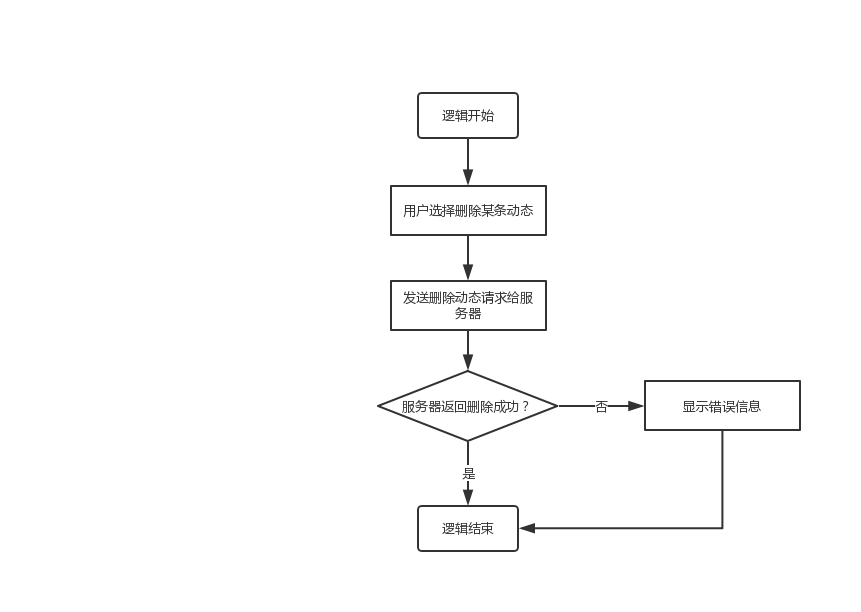 逻辑开始
用户选择删除某条动态
发送删除动态请求给服
务器
服务器返回删除成功？
否
显示错误信息
是
逻辑结束